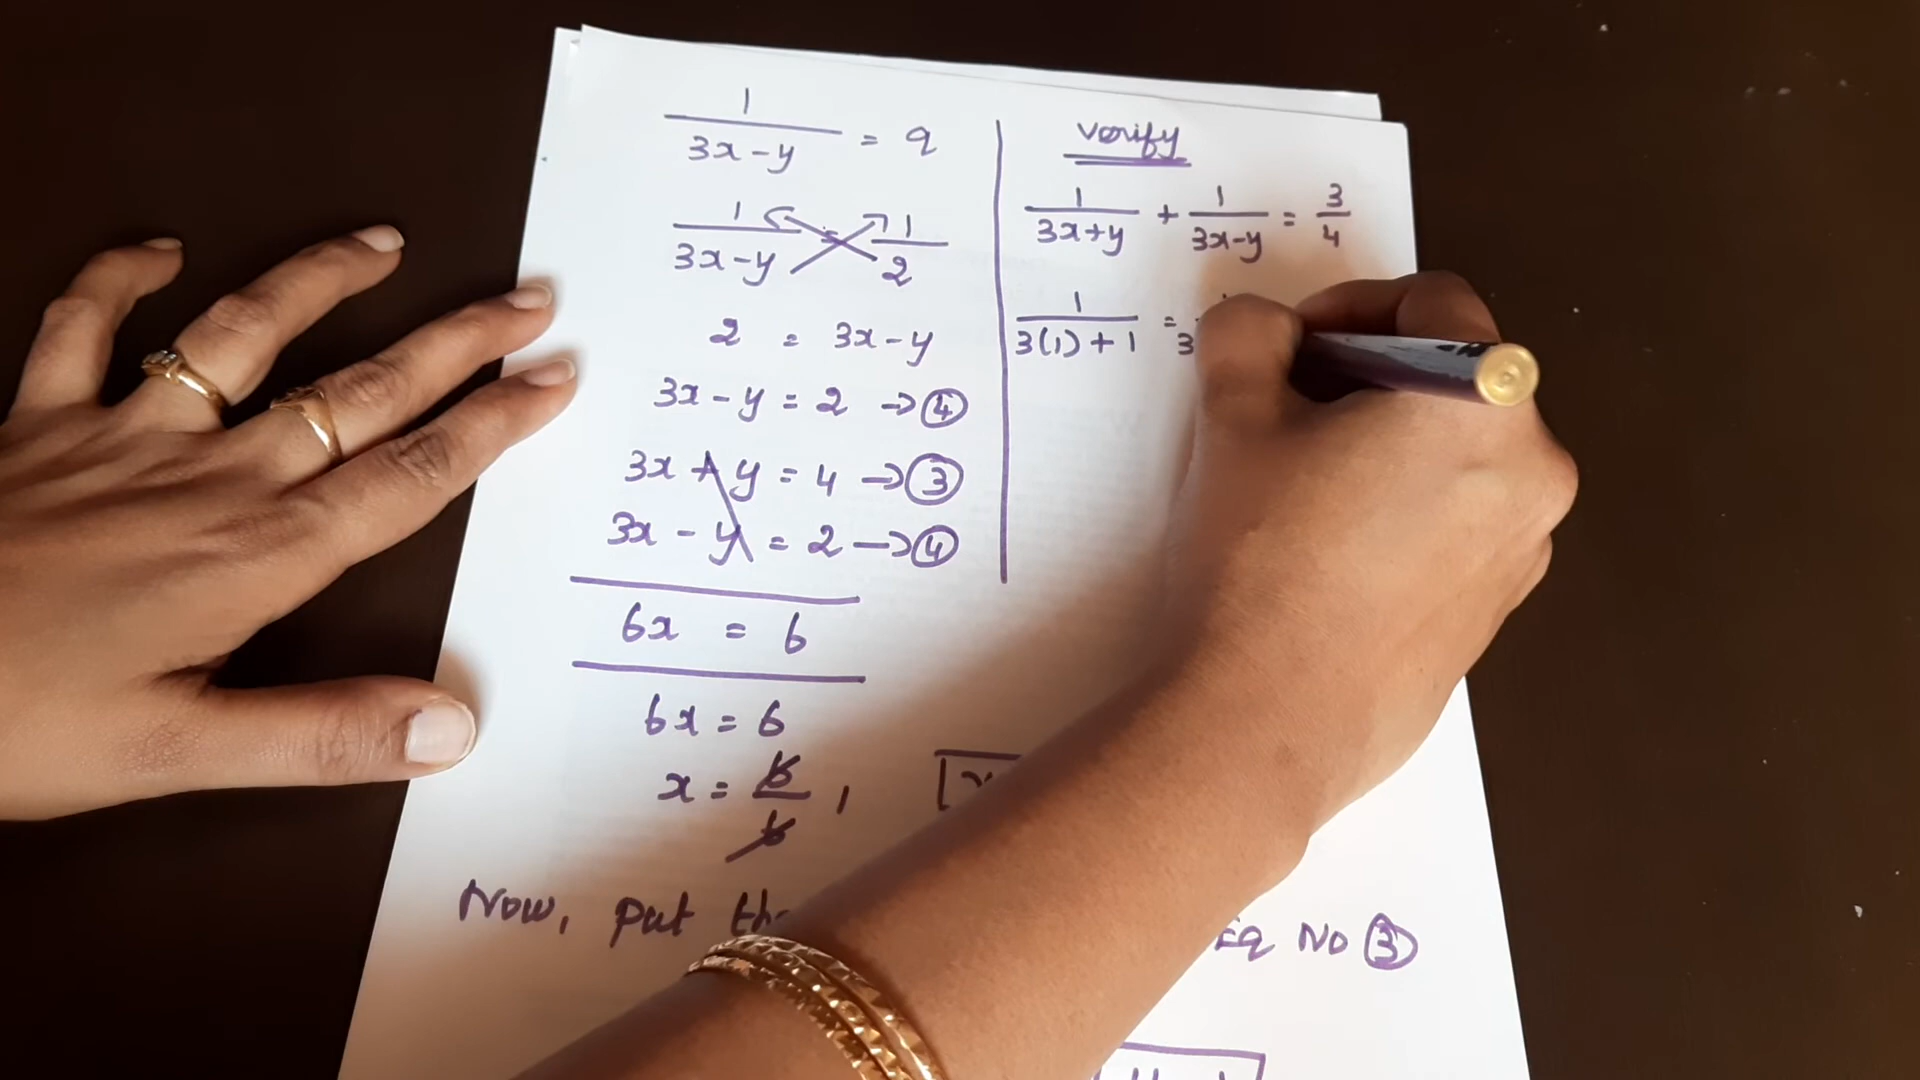 1/(3x-y) = q
1/(3x-y) = 1/2
2 = 3x-y
3x-y = 2 → ④
3x + y = 4 → ③
3x - y = 2 → ④
6x = 6
6x = 6
x = 6/6 ,
Now, put
Eq No ③
verify
1/(3x+y) + 1/(3x-y) = 3/4
1/(3(1)+1) = 3